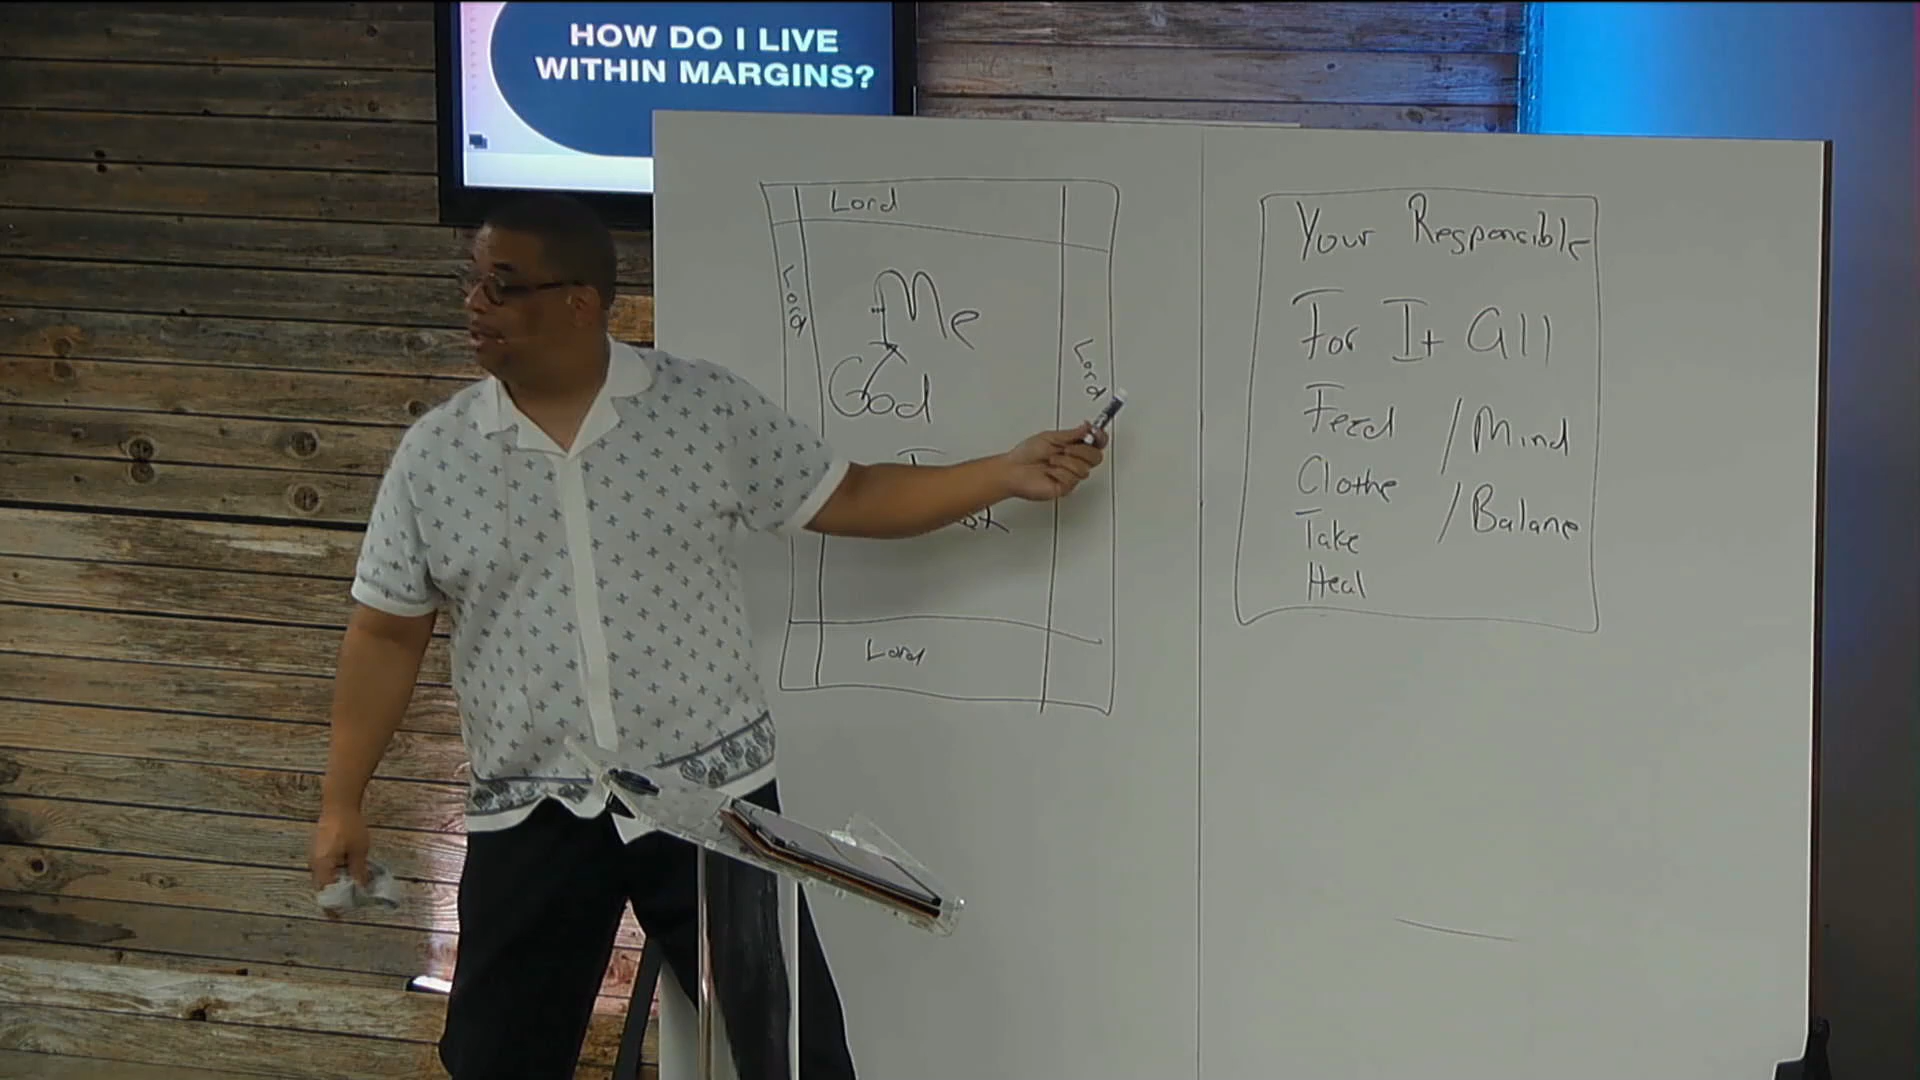 HOW DO I LIVE
WITHIN MARGINS?
Lord
Lord
Me
God
Lord
Lord
Your Responsible
For It All
Feed / Mind
Clothe
Take / Balane
Heal